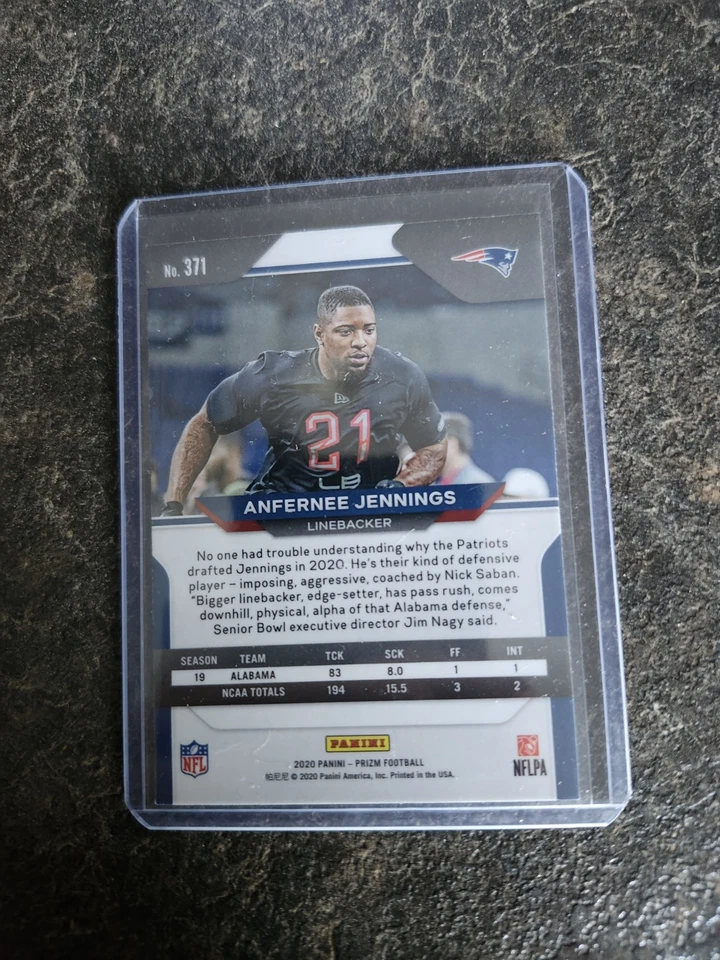 No. 371
21
LB
ANFERNEE JENNINGS
LINEBACKER
No one had trouble understanding why the Patriots
drafted Jennings in 2020. He's their kind of defensive
player – imposing, aggressive, coached by Nick Saban.
"Bigger linebacker, edge-setter, has pass rush, comes
downhill, physical, alpha of that Alabama defense,"
Senior Bowl executive director Jim Nagy said.
SEASON TEAM TCK SCK FF INT
19 ALABAMA 83 8.0 1 1
NCAA TOTALS 194 15.5 3 2
NFL
PANINI
NFLPA
2020 PANINI – PRIZM FOOTBALL
帕尼尼 © 2020 Panini America, Inc. Printed in the USA.